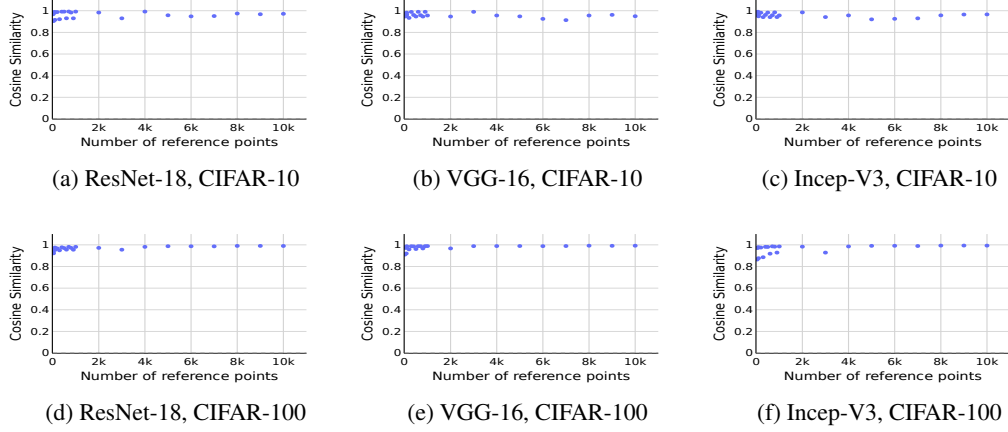 Cosine Similarity
1
0.8
0.6
0.4
0.2
0
0 2k 4k 6k 8k 10k
Number of reference points
(a) ResNet-18, CIFAR-10
Cosine Similarity
1
0.8
0.6
0.4
0.2
0
0 2k 4k 6k 8k 10k
Number of reference points
(b) VGG-16, CIFAR-10
Cosine Similarity
1
0.8
0.6
0.4
0.2
0
0 2k 4k 6k 8k 10k
Number of reference points
(c) Incep-V3, CIFAR-10
Cosine Similarity
1
0.8
0.6
0.4
0.2
0
0 2k 4k 6k 8k 10k
Number of reference points
(d) ResNet-18, CIFAR-100
Cosine Similarity
1
0.8
0.6
0.4
0.2
0
0 2k 4k 6k 8k 10k
Number of reference points
(e) VGG-16, CIFAR-100
Cosine Similarity
1
0.8
0.6
0.4
0.2
0
0 2k 4k 6k 8k 10k
Number of reference points
(f) Incep-V3, CIFAR-100